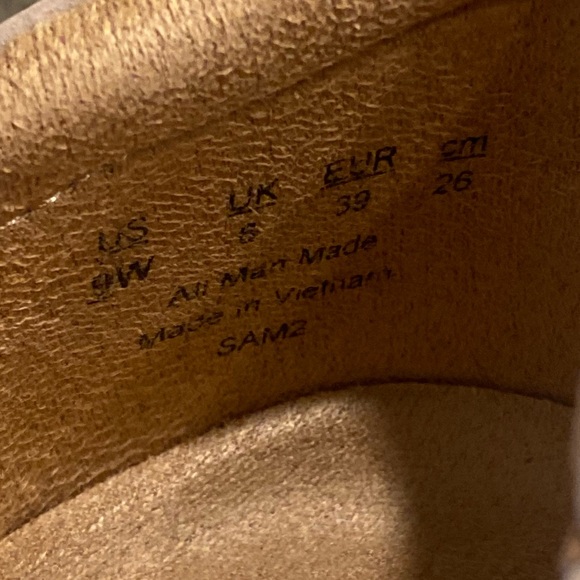 US UK EUR cm
9W 6 39 26
All Man Made
Made in Vietnam
SAM2